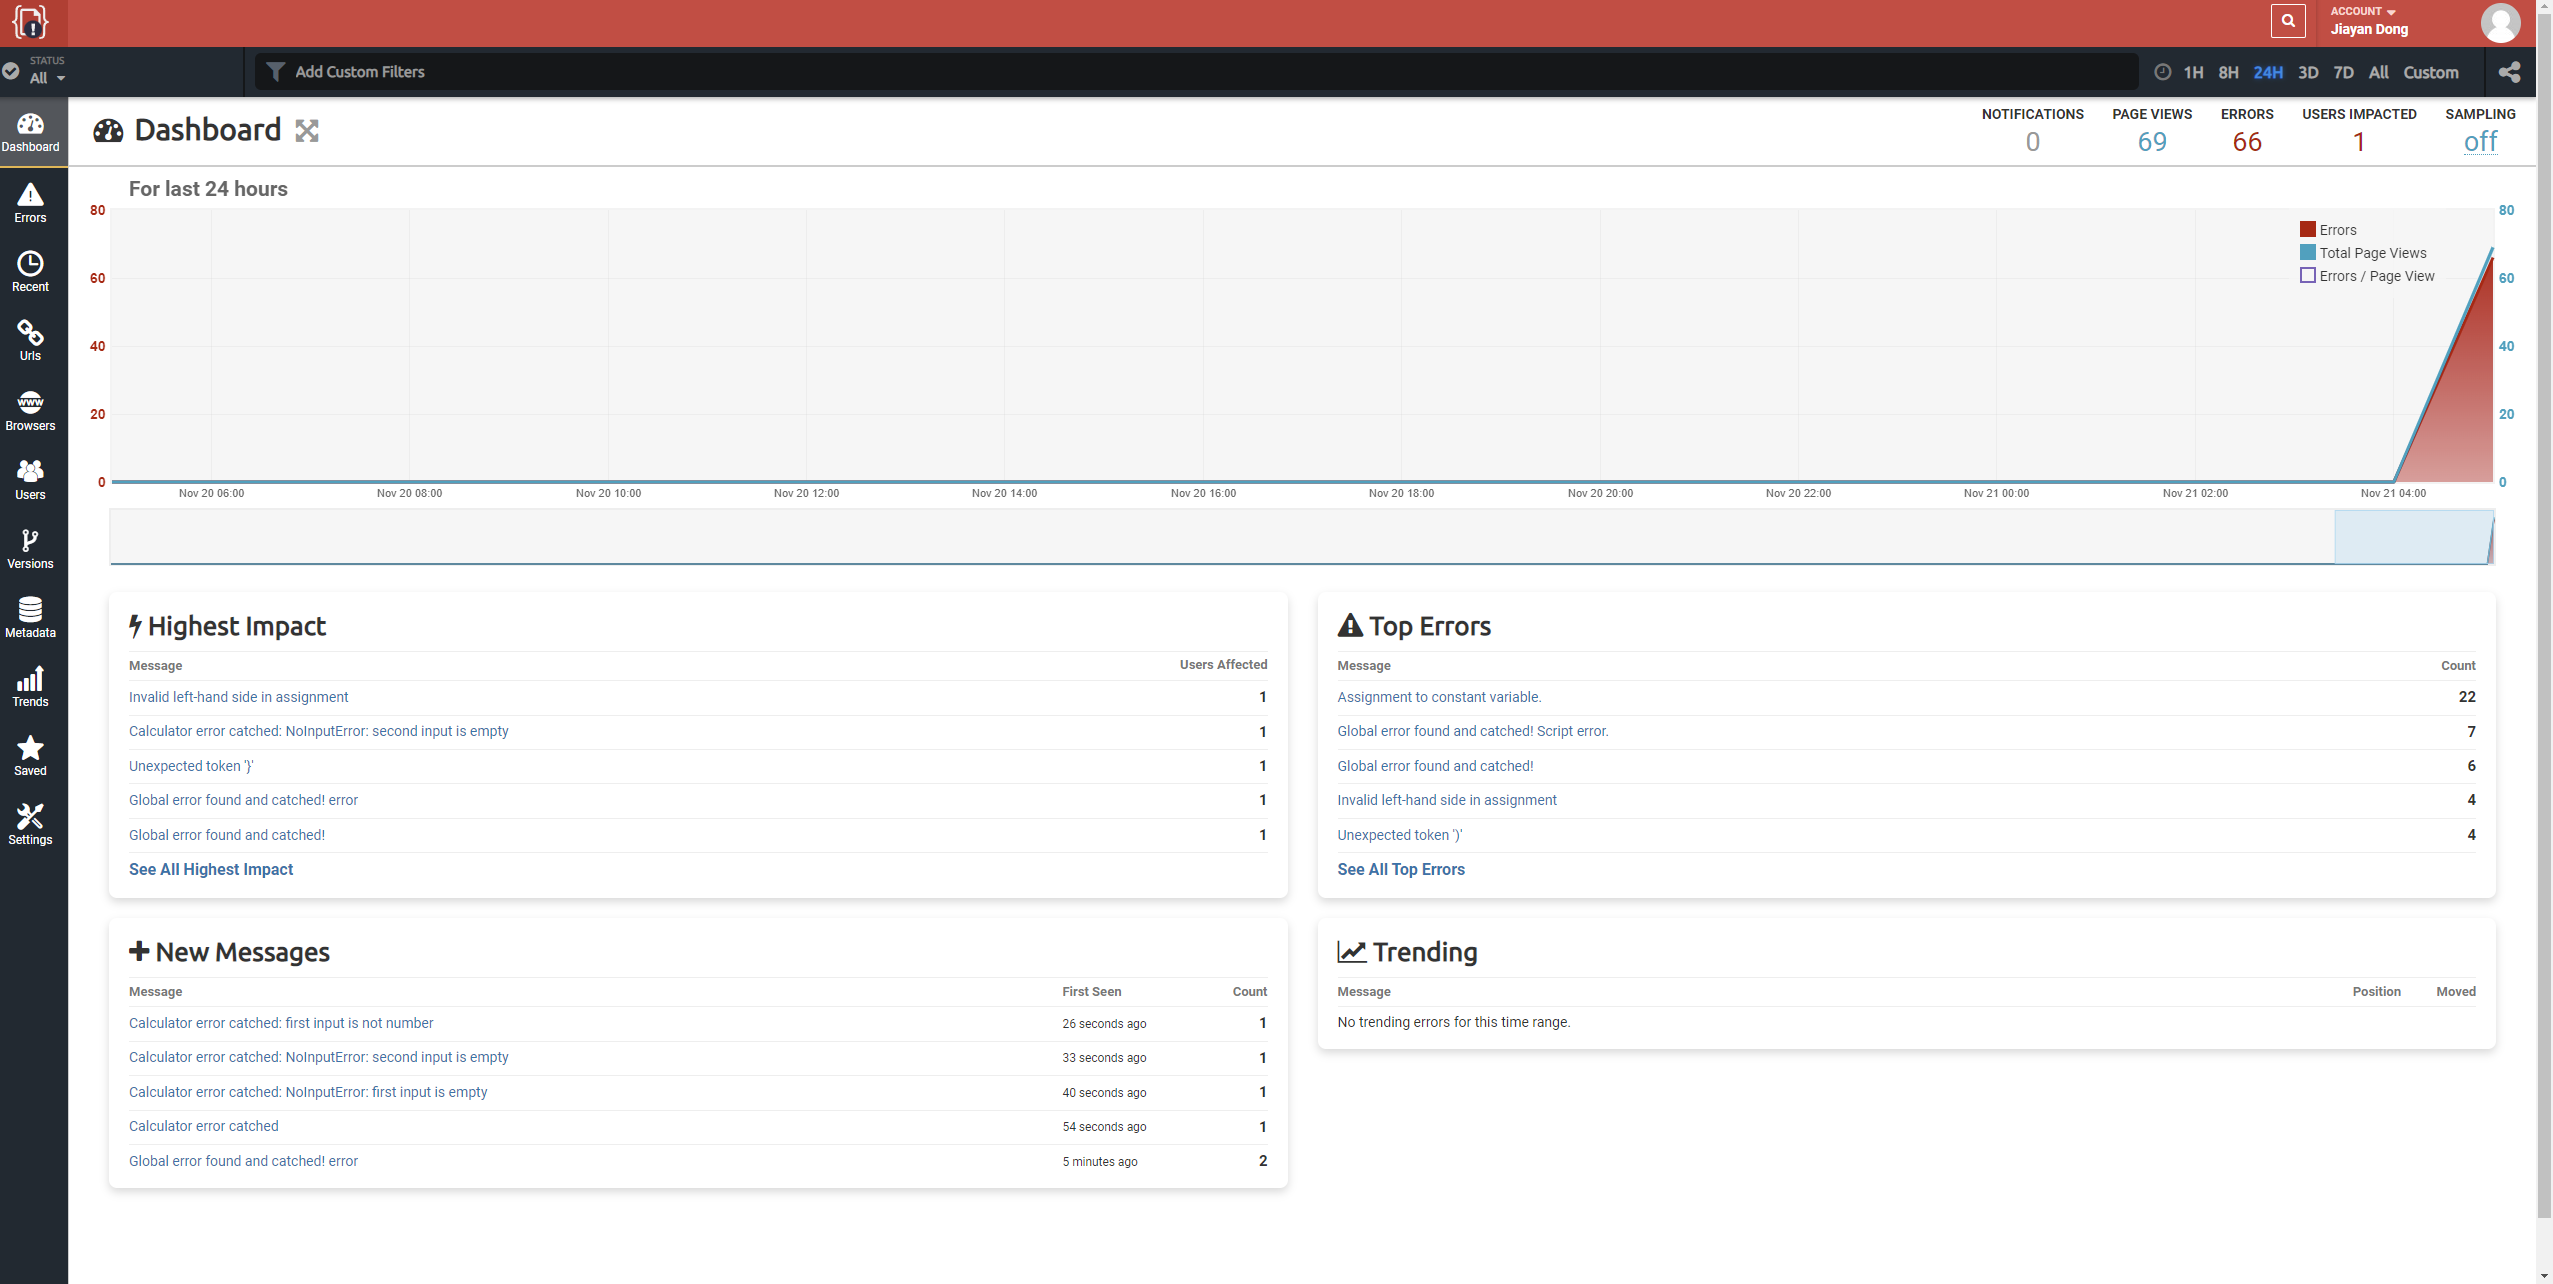 ACCOUNT
Jiayan Dong
STATUS
All
Add Custom Filters
1H 8H 24H 3D 7D All Custom
Dashboard
Errors
Recent
Urls
www
Browsers
Users
Versions
Metadata
Trends
Saved
Settings
Dashboard
NOTIFICATIONS PAGE VIEWS ERRORS USERS IMPACTED SAMPLING
0 69 66 1 off
For last 24 hours
80
60
40
20
0
Errors
Total Page Views
Errors / Page View
80
60
40
20
0
Nov 20 06:00 Nov 20 08:00 Nov 20 10:00 Nov 20 12:00 Nov 20 14:00 Nov 20 16:00 Nov 20 18:00 Nov 20 20:00 Nov 20 22:00 Nov 21 00:00 Nov 21 02:00 Nov 21 04:00
Highest Impact
Message Users Affected
Invalid left-hand side in assignment 1
Calculator error catched: NoInputError: second input is empty 1
Unexpected token '}' 1
Global error found and catched! error 1
Global error found and catched! 1
See All Highest Impact
Top Errors
Message Count
Assignment to constant variable. 22
Global error found and catched! Script error. 7
Global error found and catched! 6
Invalid left-hand side in assignment 4
Unexpected token ')' 4
See All Top Errors
New Messages
Message First Seen Count
Calculator error catched: first input is not number 26 seconds ago 1
Calculator error catched: NoInputError: second input is empty 33 seconds ago 1
Calculator error catched: NoInputError: first input is empty 40 seconds ago 1
Calculator error catched 54 seconds ago 1
Global error found and catched! error 5 minutes ago 2
Trending
Message Position Moved
No trending errors for this time range.